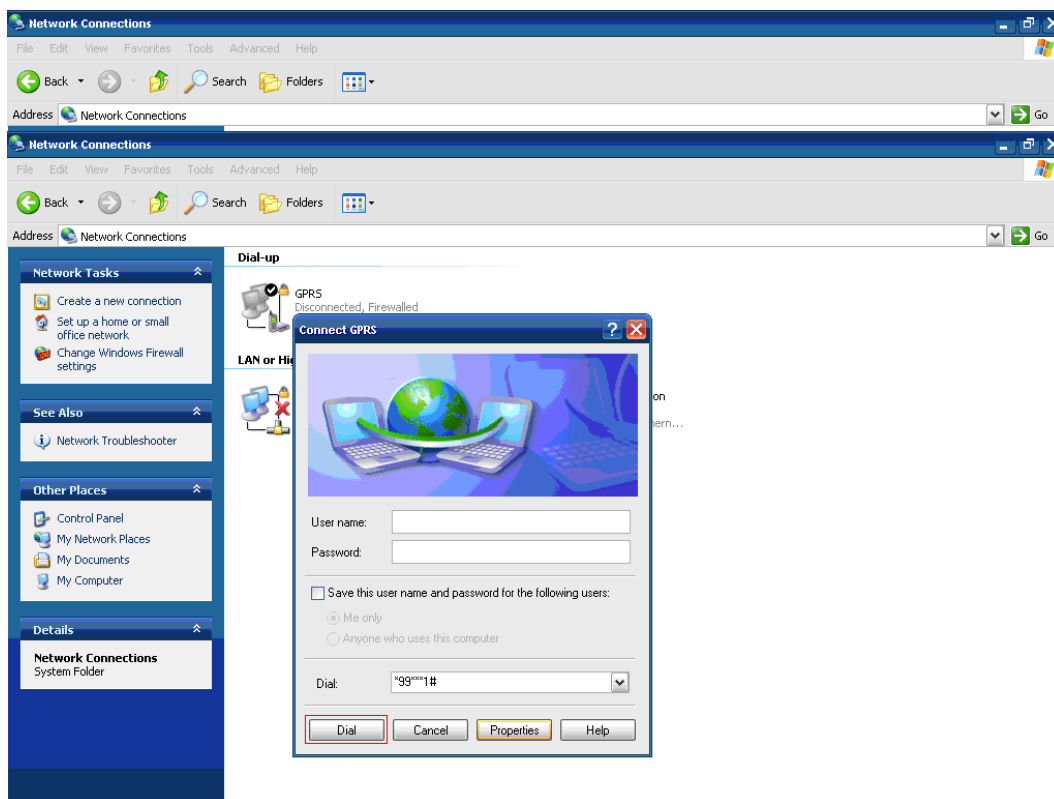 Network Connections
File Edit View Favorites Tools Advanced Help
Back Search Folders
Address Network Connections Go
Network Connections
File Edit View Favorites Tools Advanced Help
Back Search Folders
Address Network Connections Go
Network Tasks
Create a new connection
Set up a home or small
office network
Change Windows Firewall
settings
See Also
Network Troubleshooter
Other Places
Control Panel
My Network Places
My Documents
My Computer
Details
Network Connections
System Folder
Dial-up
GPRS
Disconnected, Firewalled
LAN or Hig
on
hern...
Connect GPRS
User name:
Password:
Save this user name and password for the following users:
Me only
Anyone who uses this computer
Dial: *99***1#
Dial Cancel Properties Help